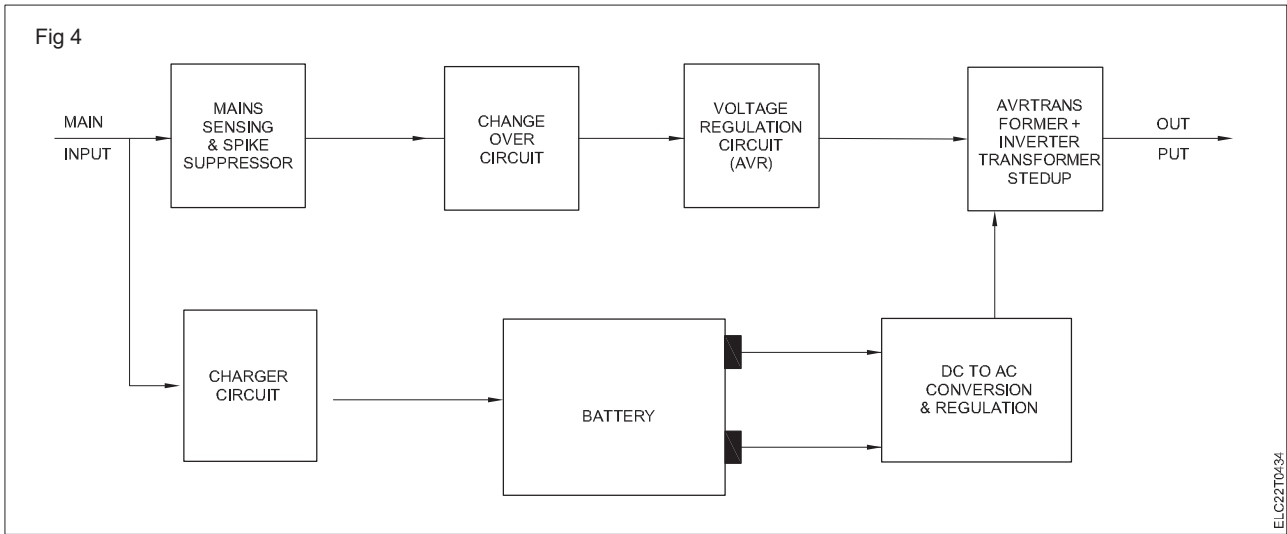 Fig 4
MAIN
INPUT
MAINS
SENSING
& SPIKE
SUPPRESSOR
CHANGE
OVER
CIRCUIT
VOLTAGE
REGULATION
CIRCUIT
(AVR)
AVRTRANS
FORMER +
INVERTER
TRANSFORMER
STEDUP
OUT
PUT
CHARGER
CIRCUIT
BATTERY
DC TO AC
CONVERSION
& REGULATION
ELC22T0434